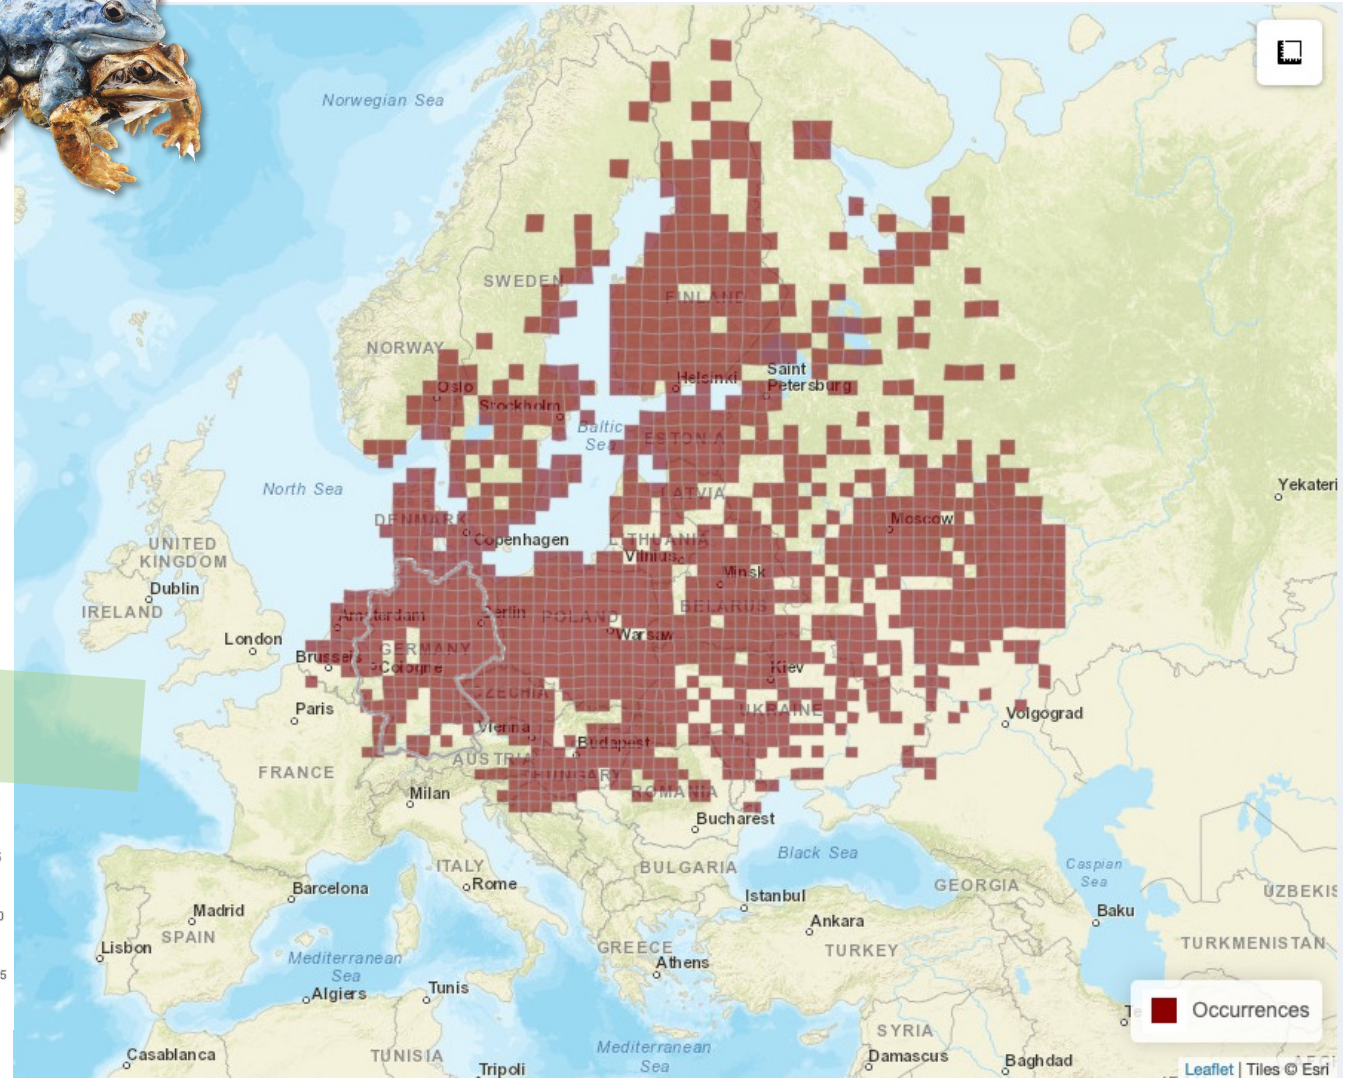 Norwegian Sea
SWEDEN
FINLAND
NORWAY
Oslo
Helsinki
Saint
Petersburg
Stockholm
Baltic
Sea
ESTONIA
North Sea
LATVIA
Yekateri
DENMARK
Moscow
Copenhagen
LITHUANIA
UNITED
KINGDOM
Vilnius
Minsk
Dublin
IRELAND
Amsterdam
Berlin
POLAND
BELARUS
London
Warsaw
Brussels
GERMANY
Cologne
Kiev
CZECHIA
Paris
UKRAINE
Volgograd
Vienna
Budapest
AUSTRIA
FRANCE
HUNGARY
Milan
ROMANIA
Bucharest
Black Sea
ITALY
BULGARIA
Caspian
Sea
Barcelona
Rome
GEORGIA
UZBEKIS
Istanbul
Madrid
Ankara
Baku
SPAIN
Lisbon
GREECE
TURKEY
TURKMENISTAN
Mediterranean
Sea
Athens
Algiers
Tunis
Occurrences
SYRIA
Casablanca
TUNISIA
Mediterranean
Sea
Damascus
Baghdad
Tripoli
Leaflet | Tiles © Esri